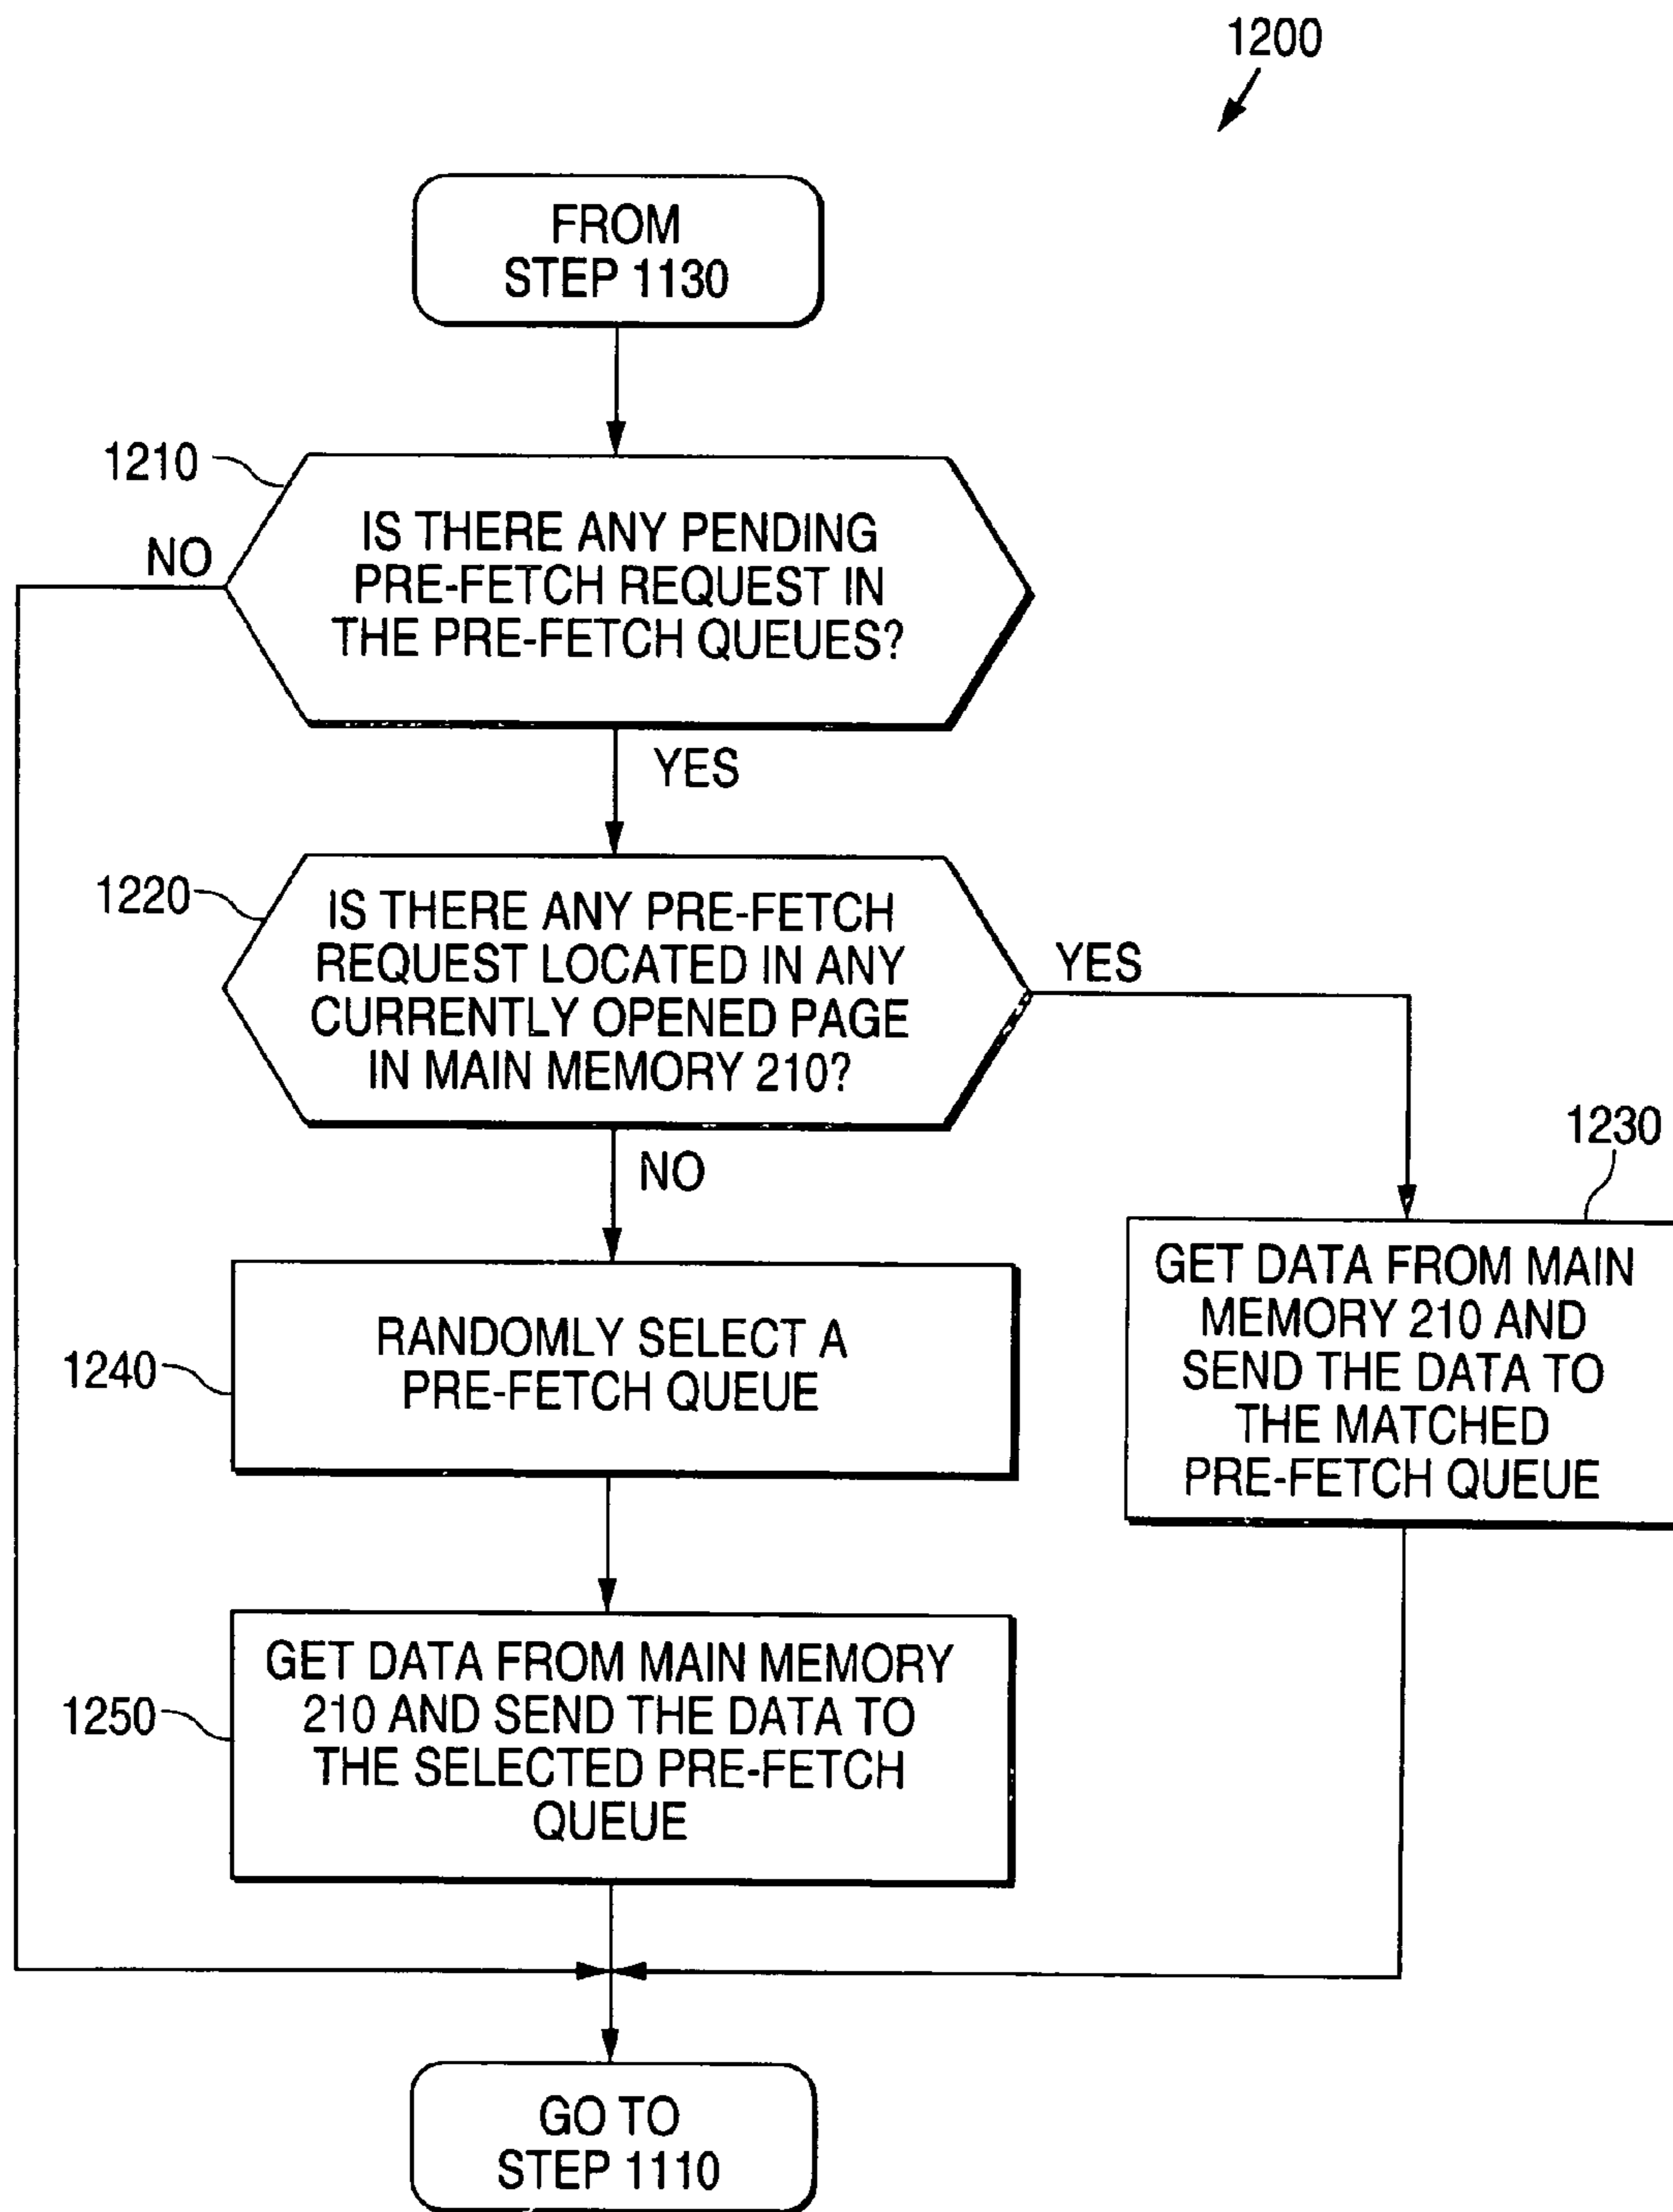 1200
FROM
STEP 1130
1210
NO
IS THERE ANY PENDING
PRE-FETCH REQUEST IN
THE PRE-FETCH QUEUES?
YES
1220
IS THERE ANY PRE-FETCH
REQUEST LOCATED IN ANY
CURRENTLY OPENED PAGE
IN MAIN MEMORY 210?
YES
NO
1230
GET DATA FROM MAIN
MEMORY 210 AND
SEND THE DATA TO
THE MATCHED
PRE-FETCH QUEUE
1240
RANDOMLY SELECT A
PRE-FETCH QUEUE
1250
GET DATA FROM MAIN MEMORY
210 AND SEND THE DATA TO
THE SELECTED PRE-FETCH
QUEUE
GO TO
STEP 1110